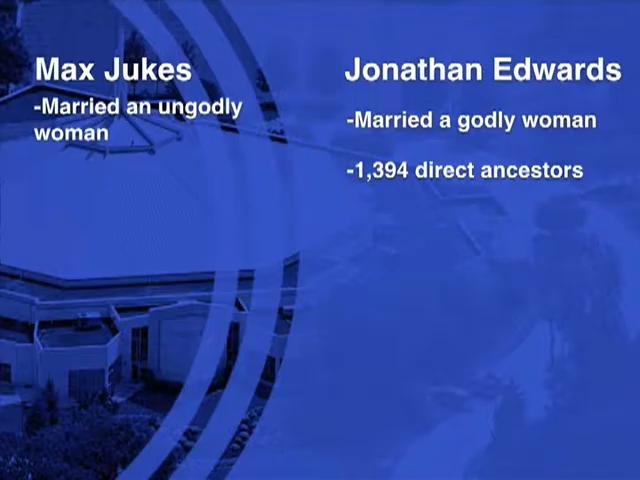 Max Jukes
-Married an ungodly
woman
Jonathan Edwards
-Married a godly woman
-1,394 direct ancestors